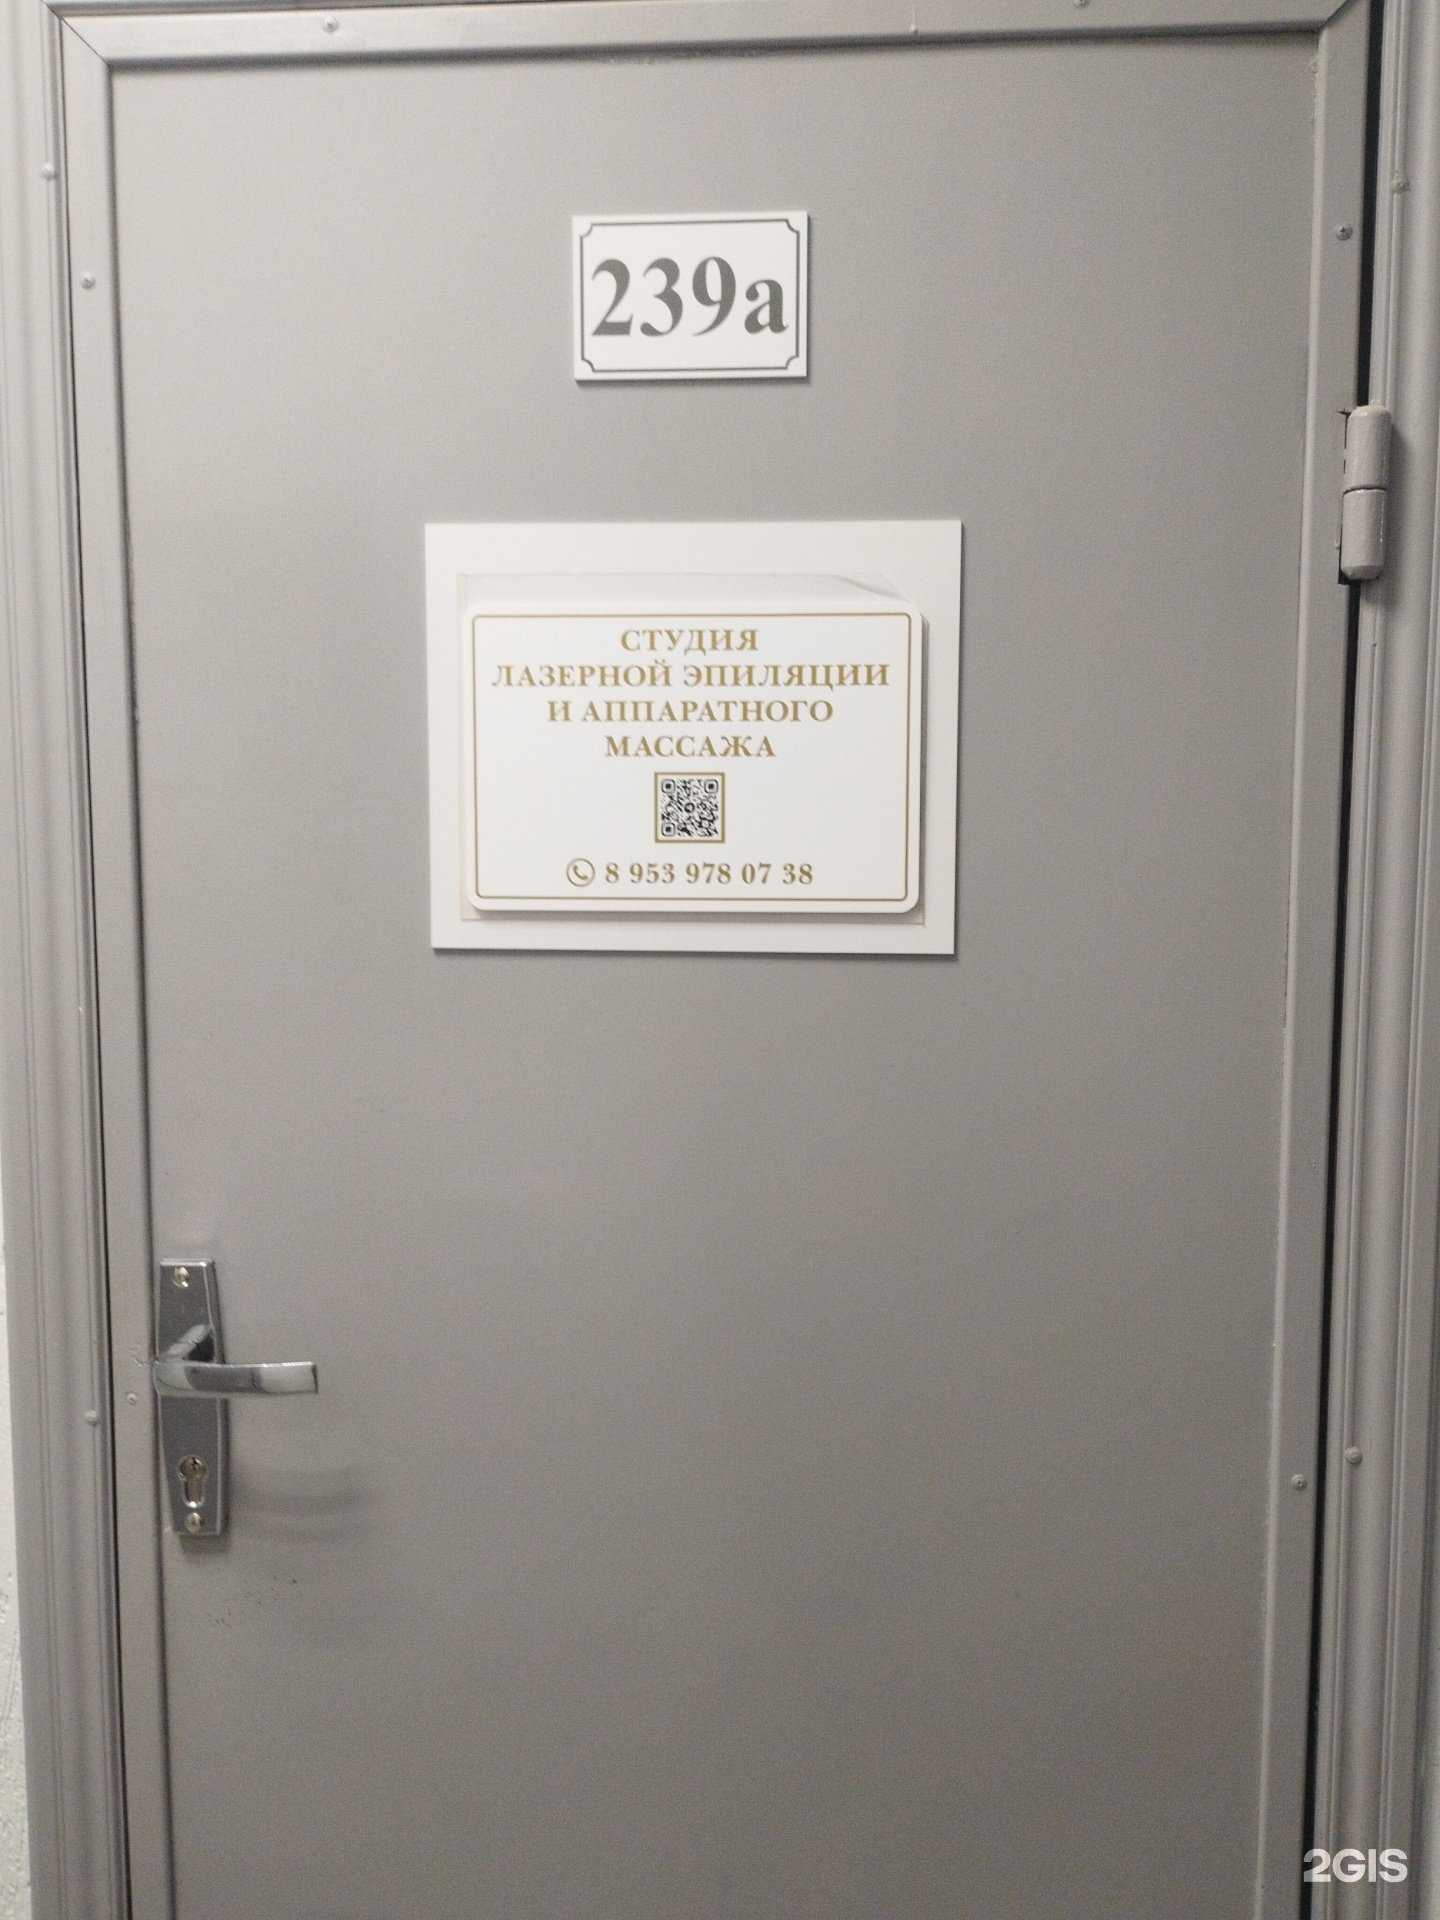 239а
СТУДИЯ
ЛАЗЕРНОЙ ЭПИЛЯЦИИ
И АППАРАТНОГО
МАССАЖА
8 953 978 07 38
2GIS